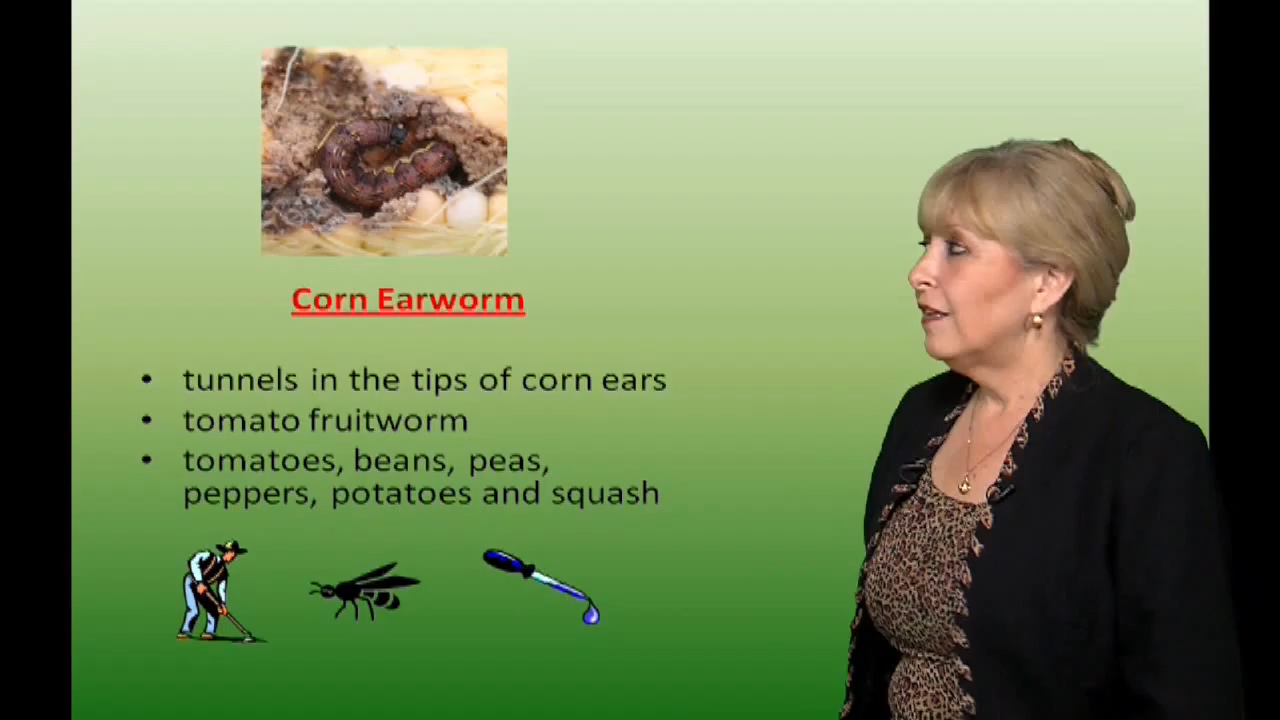 Corn Earworm
• tunnels in the tips of corn ears
• tomato fruitworm
• tomatoes, beans, peas,
peppers, potatoes and squash